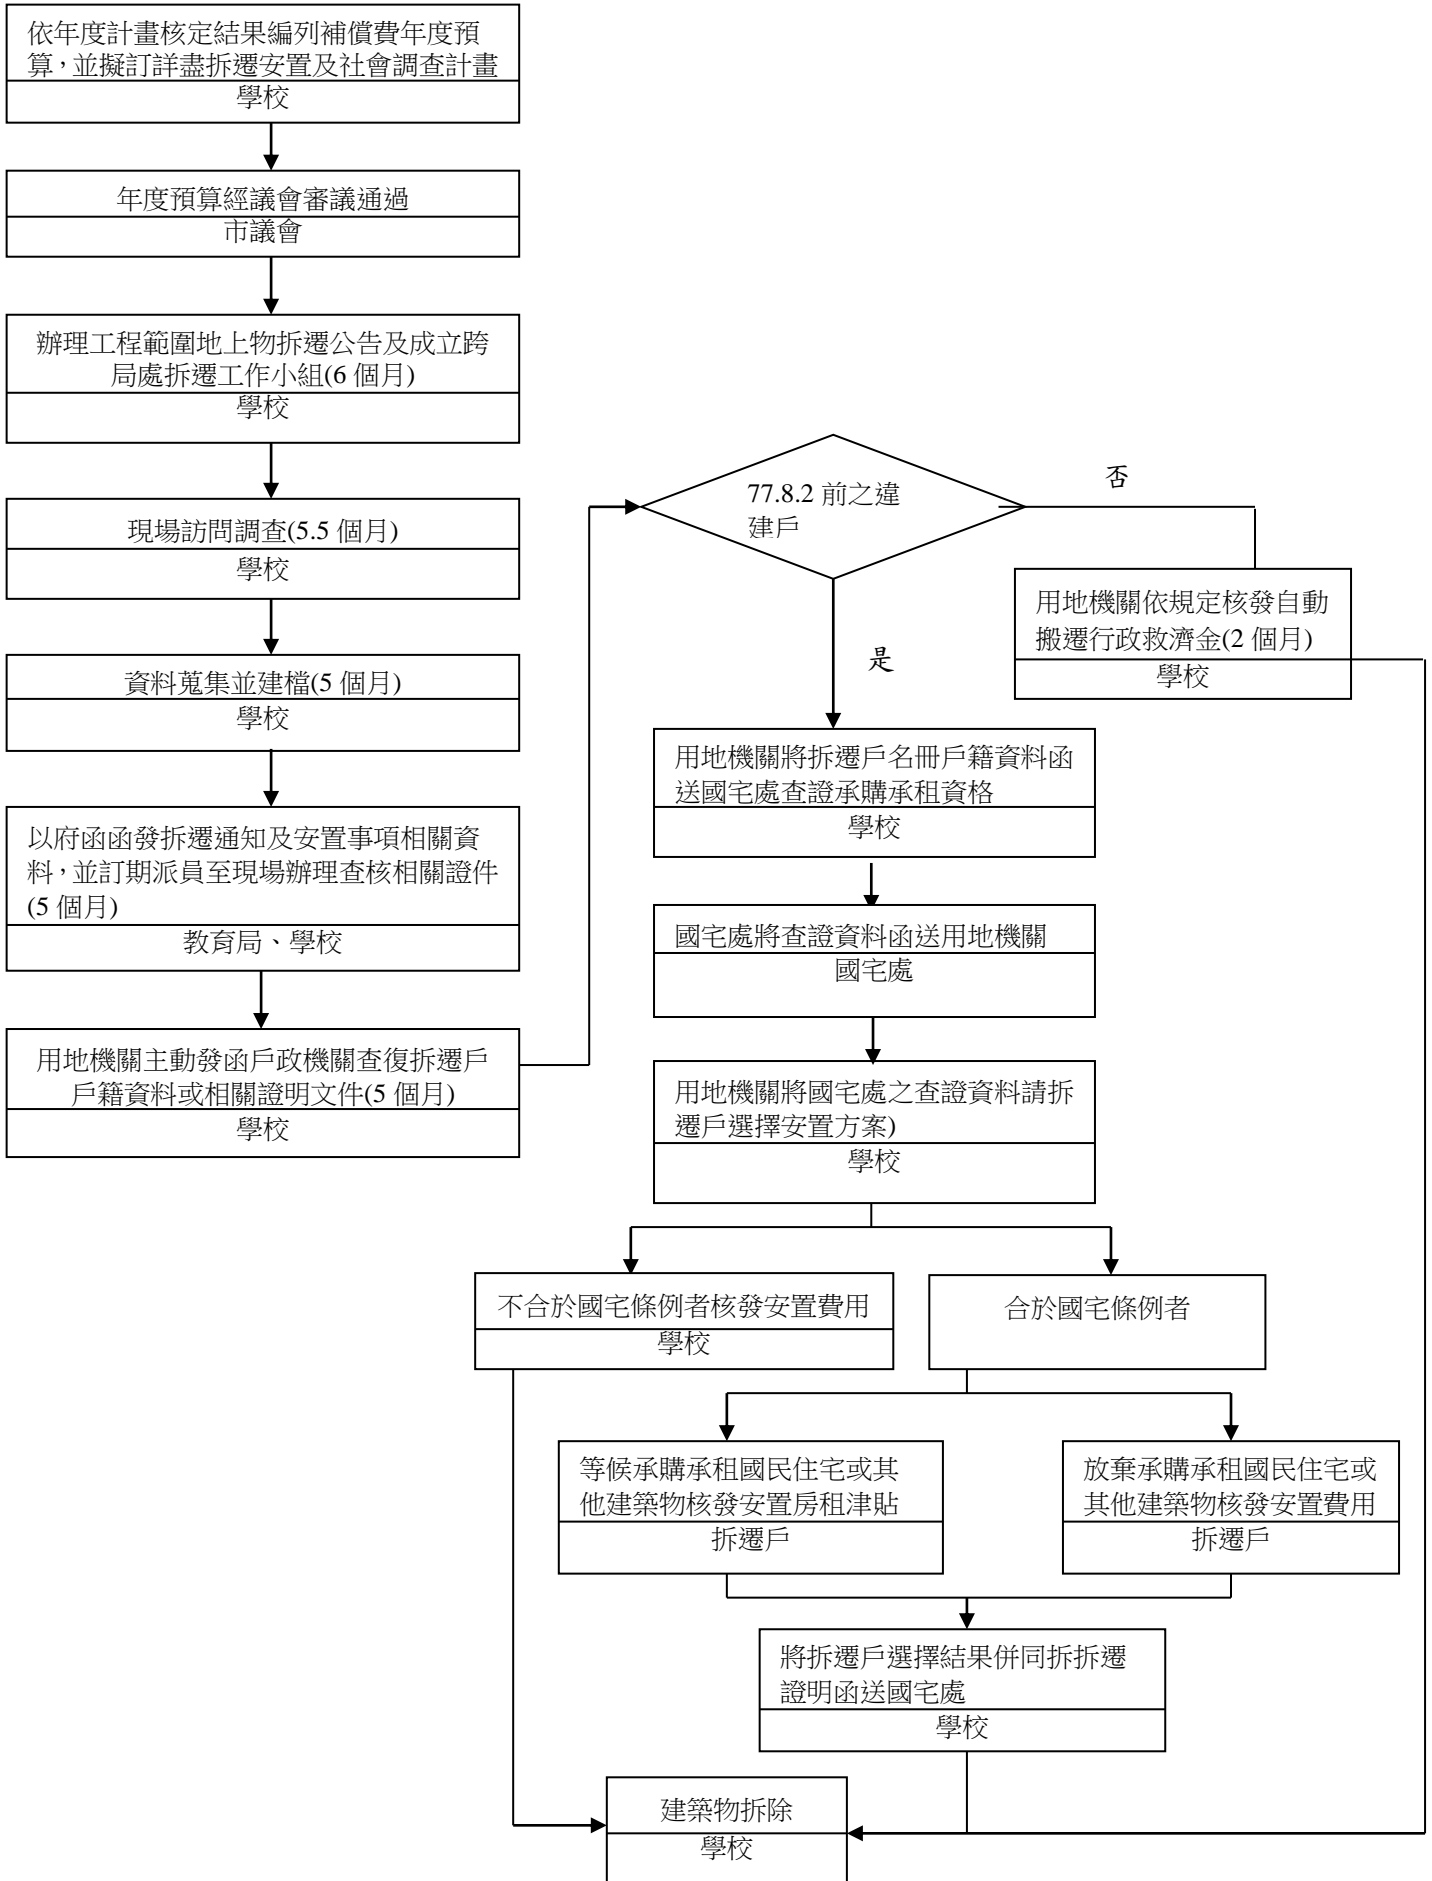 依年度計畫核定結果編列補償費年度預
算，並擬訂詳盡拆遷安置及社會調查計畫
學校
年度預算經議會審議通過
市議會
辦理工程範圍地上物拆遷公告及成立跨
局處拆遷工作小組(6 個月)
學校
現場訪問調查(5.5 個月)
學校
資料蒐集並建檔(5 個月)
學校
以府函函發拆遷通知及安置事項相關資
料，並訂期派員至現場辦理查核相關證件
(5 個月)
教育局、學校
用地機關主動發函戶政機關查復拆遷戶
戶籍資料或相關證明文件(5 個月)
學校
77.8.2 前之違
建戶
否
用地機關依規定核發自動
搬遷行政救濟金(2 個月)
學校
是
用地機關將拆遷戶名冊戶籍資料函
送國宅處查證承購承租資格
學校
國宅處將查證資料函送用地機關
國宅處
用地機關將國宅處之查證資料請拆
遷戶選擇安置方案)
學校
不合於國宅條例者核發安置費用
學校
合於國宅條例者
等候承購承租國民住宅或其
他建築物核發安置房租津貼
拆遷戶
放棄承購承租國民住宅或
其他建築物核發安置費用
拆遷戶
將拆遷戶選擇結果併同拆拆遷
證明函送國宅處
學校
建築物拆除
學校